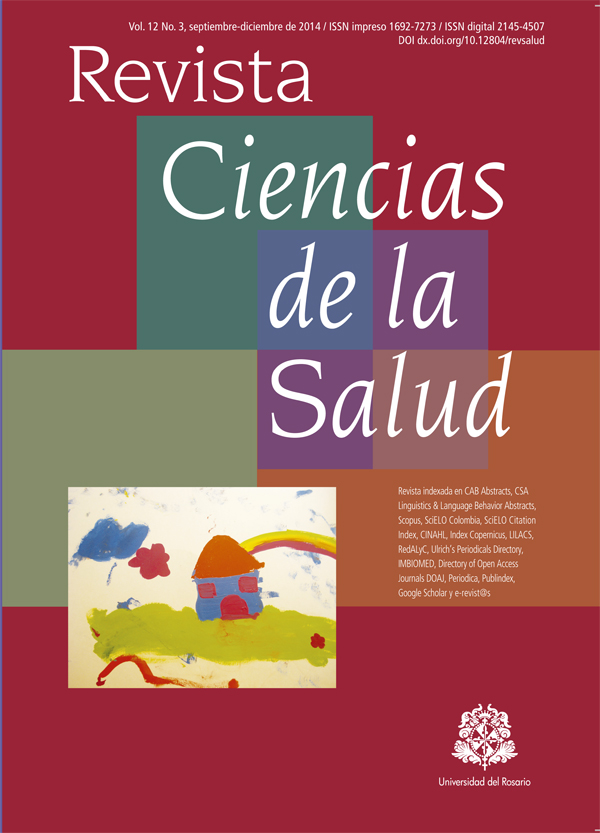 Vol. 12 No. 3, septiembre-diciembre de 2014 / ISSN impreso 1692-7273 / ISSN digital 2145-4507
DOI dx.doi.org/10.12804/revsalud
Revista
Ciencias
de la
Salud
Revista indexada en CAB Abstracts, CSA
Linguistics & Language Behavior Abstracts,
Scopus, SciELO Colombia, SciELO Citation
Index, CINAHL, Index Copernicus, LILACS,
RedALyC, Ulrich's Periodicals Directory,
IMBIOMED, Directory of Open Access
Journals DOAJ, Periodica, Publindex,
Google Scholar y e-revist@s
Universidad del Rosario